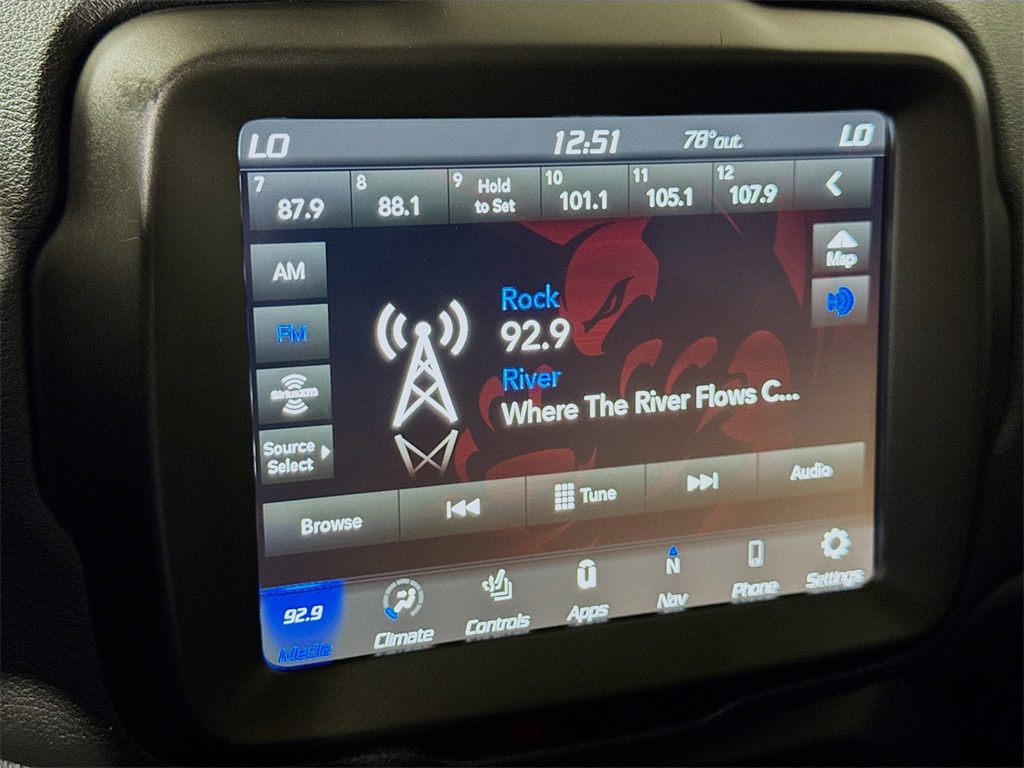 LO 12:51 78°out. LO
7 87.9
8 88.1
9 Hold
to Set
10 101.1
11 105.1
12 107.9
AM
Map
FM
Rock
92.9
SiriusXM
River
Where The River Flows C...
Source
Select
Browse
Tune
Audio
92.9
Media
Climate
Controls
Apps
N
Nav
Phone
Settings